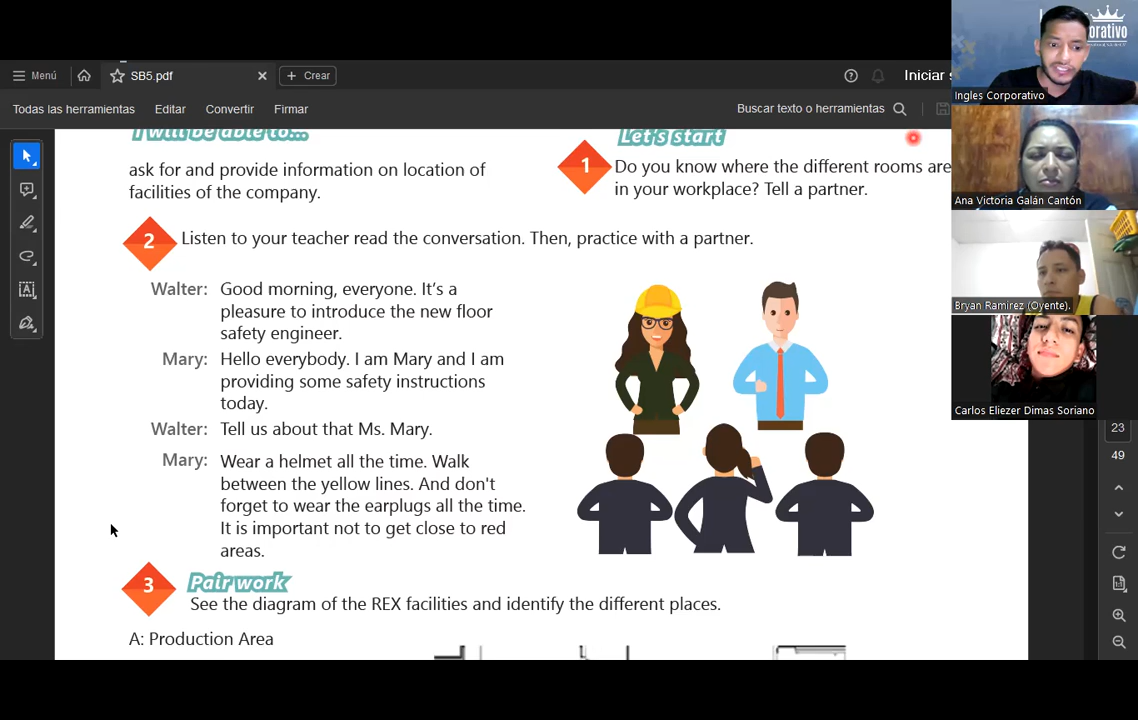 Menú
SB5.pdf
Crear
Iniciar s
Todas las herramientas
Editar
Convertir
Firmar
Buscar texto o herramientas
I will be able to...
ask for and provide information on location of
facilities of the company.
Let's start
1
Do you know where the different rooms are
in your workplace? Tell a partner.
2
Listen to your teacher read the conversation. Then, practice with a partner.
Walter: Good morning, everyone. It's a
pleasure to introduce the new floor
safety engineer.
Mary: Hello everybody. I am Mary and I am
providing some safety instructions
today.
Walter: Tell us about that Ms. Mary.
Mary: Wear a helmet all the time. Walk
between the yellow lines. And don't
forget to wear the earplugs all the time.
It is important not to get close to red
areas.
3
Pair work
See the diagram of the REX facilities and identify the different places.
A: Production Area
Ingles Corporativo
Ana Victoria Galán Cantón
Bryan Ramirez (Oyente).
Carlos Eliezer Dimas Soriano
23
49